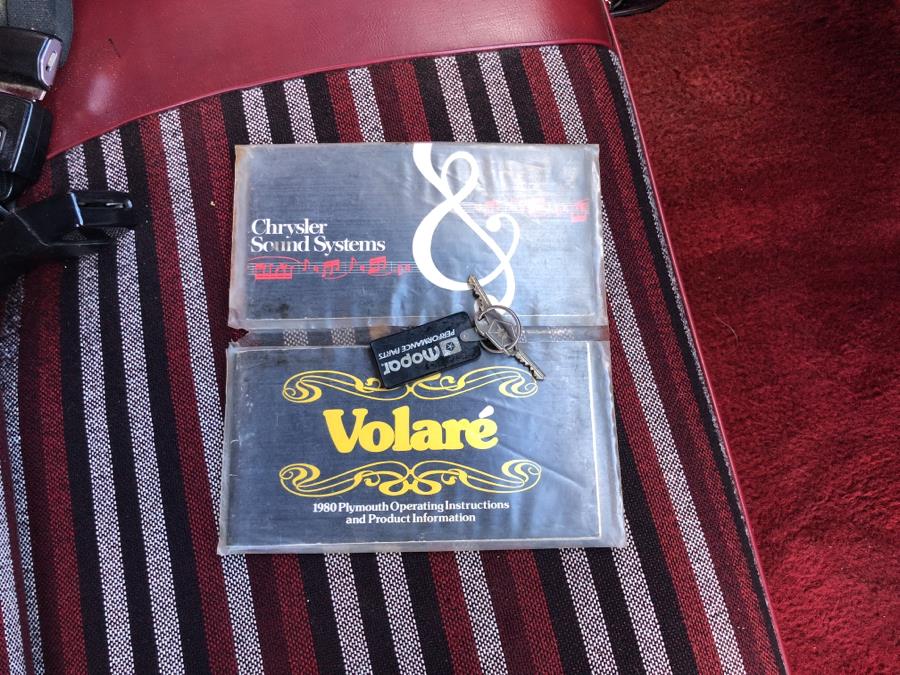 Chrysler
Sound Systems
&
Mopar
PERFORMANCE PARTS
Volaré
1980 Plymouth Operating Instructions
and Product Information